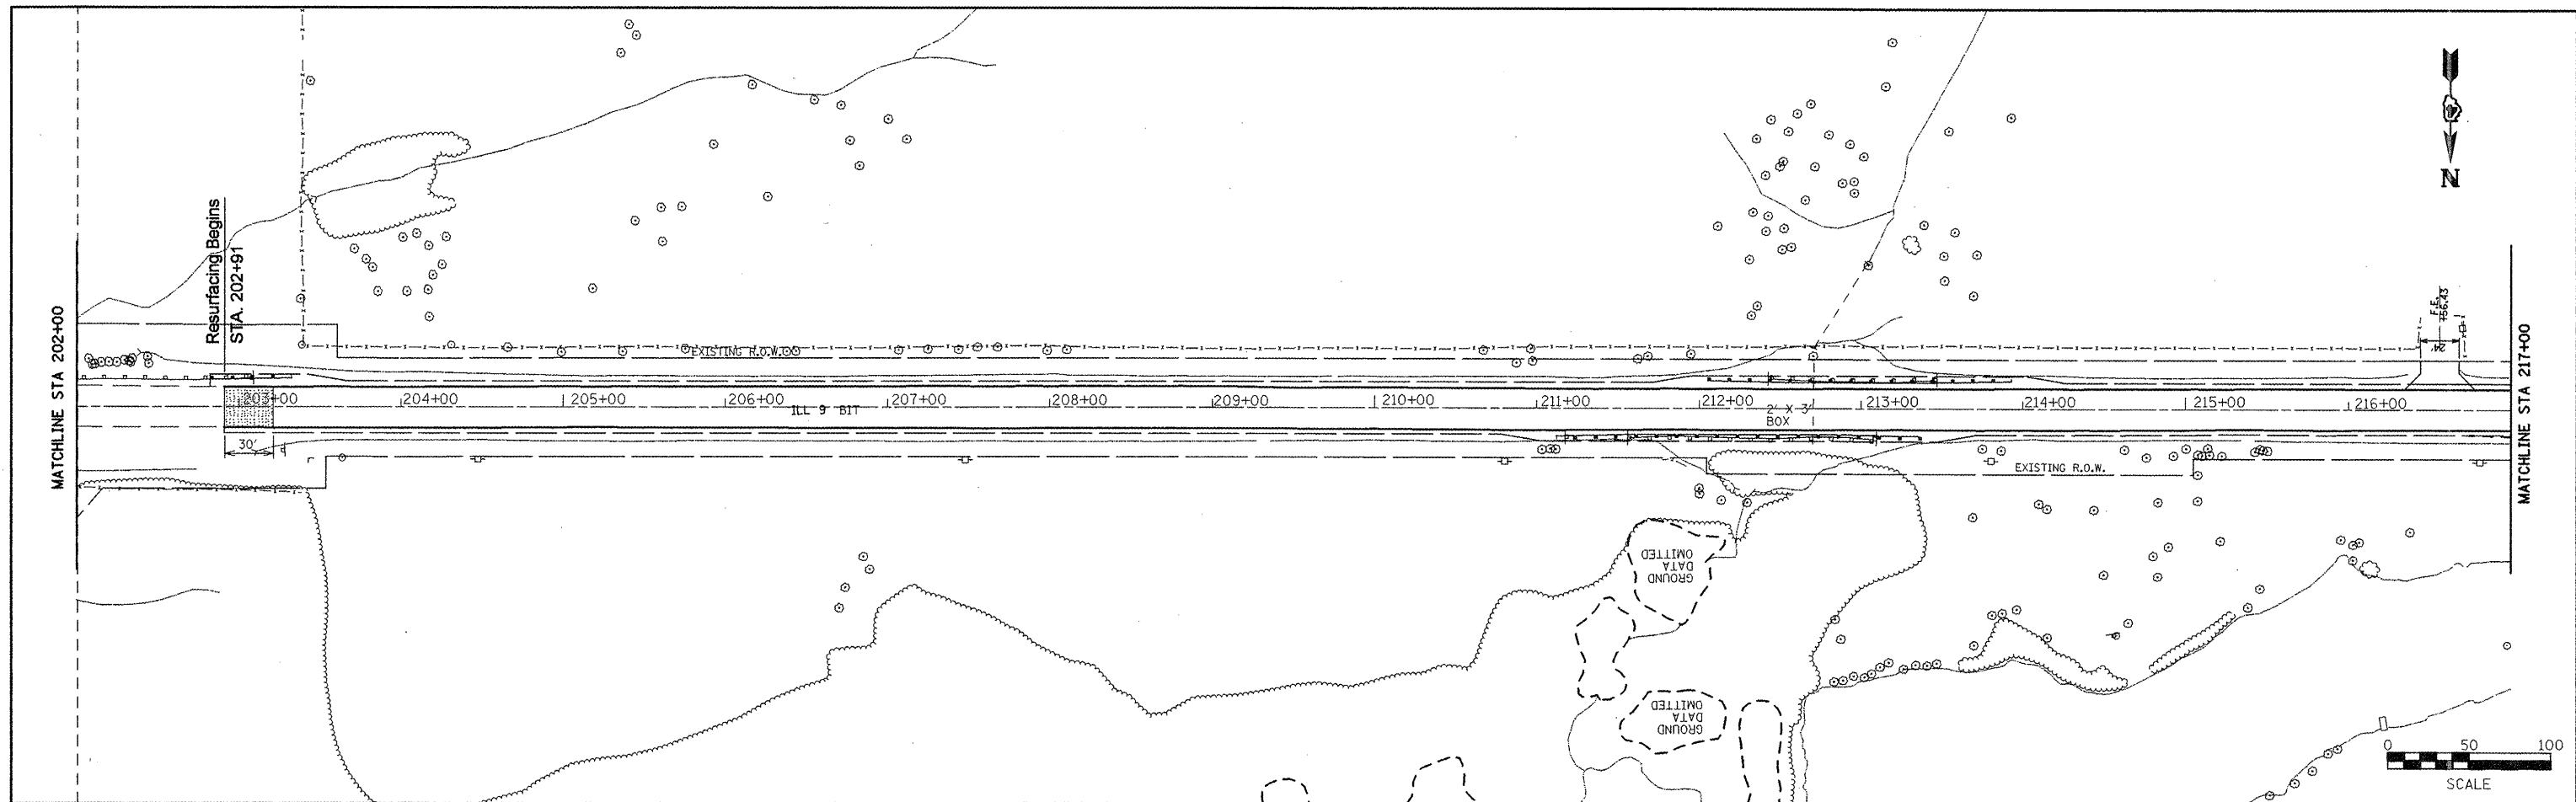 N
Resurfacing Begins
STA. 202+91
MATCHLINE STA 202+00
MATCHLINE STA 217+00
F.E.
+56.43
24'
EXISTING R.O.W.
203+00
204+00
205+00
206+00
207+00
208+00
209+00
210+00
211+00
212+00
213+00
214+00
215+00
216+00
ILL 9 BIT
2' X 3'
BOX
30'
EXISTING R.O.W.
GROUND
DATA
OMITTED
GROUND
DATA
OMITTED
0 50 100
SCALE